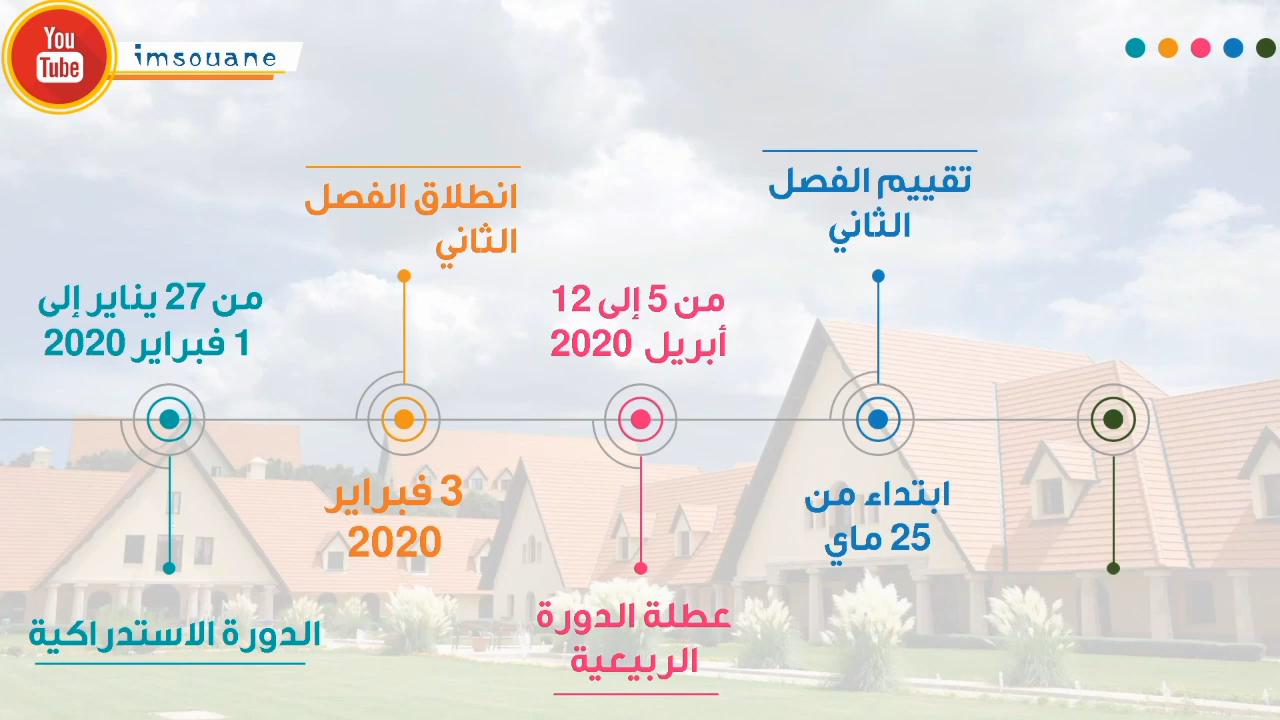 You
Tube
imsouane
من 27 يناير إلى
1 فبراير 2020
الدورة الاستدراكية
انطلاق الفصل
الثاني
3 فبراير
2020
من 5 إلى 12
أبريل 2020
عطلة الدورة
الربيعية
تقييم الفصل
الثاني
ابتداء من
25 ماي